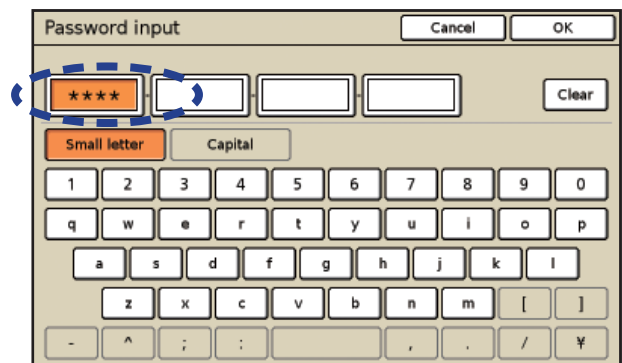 Password input Cancel OK
**** - - - Clear
Small letter Capital
1 2 3 4 5 6 7 8 9 0
q w e r t y u i o p
a s d f g h j k l
z x c v b n m [ ]
- ^ ; : , . / ¥